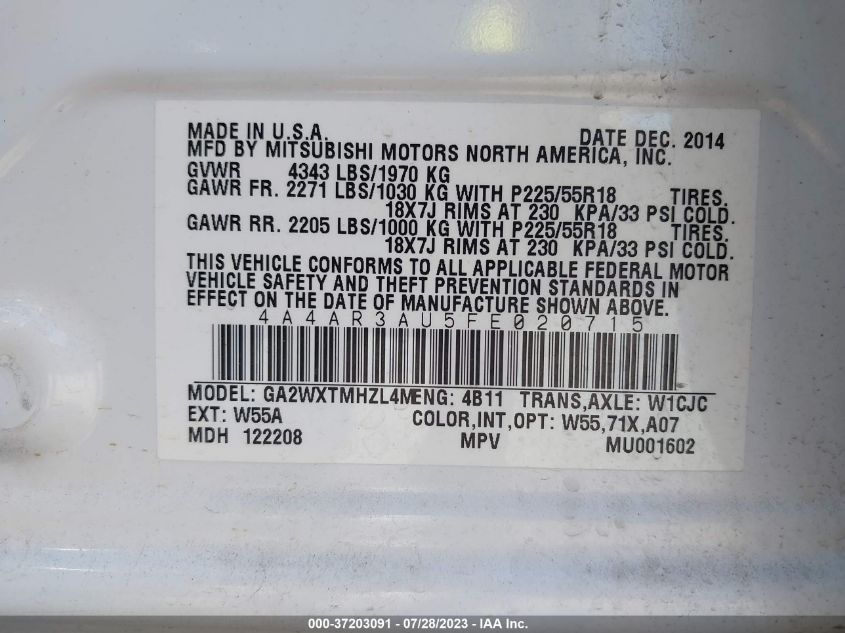 MADE IN U.S.A. DATE DEC. 2014
MFD BY MITSUBISHI MOTORS NORTH AMERICA, INC.
GVWR 4343 LBS/1970 KG
GAWR FR. 2271 LBS/1030 KG WITH P225/55R18 TIRES.
18X7J RIMS AT 230 KPA/33 PSI COLD.
GAWR RR. 2205 LBS/1000 KG WITH P225/55R18 TIRES.
18X7J RIMS AT 230 KPA/33 PSI COLD.
THIS VEHICLE CONFORMS TO ALL APPLICABLE FEDERAL MOTOR
VEHICLE SAFETY AND THEFT PREVENTION STANDARDS IN
EFFECT ON THE DATE OF MANUFACTURE SHOWN ABOVE.
4A4AR3AU5FE020715
MODEL: GA2WXTMHZL4M ENG: 4B11 TRANS,AXLE: W1CJC
EXT: W55A COLOR,INT,OPT: W55,71X,A07
MDH 122208 MPV MU001602
000-37203091 - 07/28/2023 - IAA Inc.